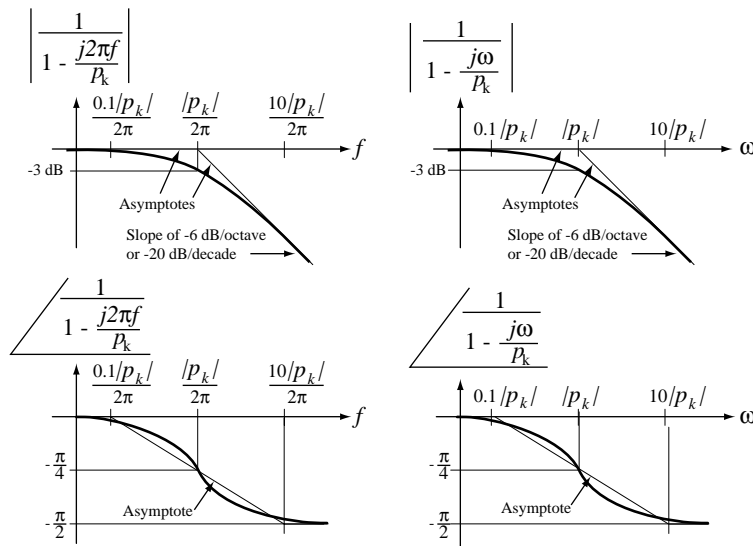 | 1 / (1 - j2πf/p_k) |
0.1|p_k|/2π |p_k|/2π 10|p_k|/2π
f
-3 dB
Asymptotes
Slope of -6 dB/octave
or -20 dB/decade
| 1 / (1 - jω/p_k) |
0.1|p_k| |p_k| 10|p_k|
ω
-3 dB
Asymptotes
Slope of -6 dB/octave
or -20 dB/decade
∠ 1 / (1 - j2πf/p_k)
0.1|p_k|/2π |p_k|/2π 10|p_k|/2π
f
-π/4
Asymptote
-π/2
∠ 1 / (1 - jω/p_k)
0.1|p_k| |p_k| 10|p_k|
ω
-π/4
Asymptote
-π/2